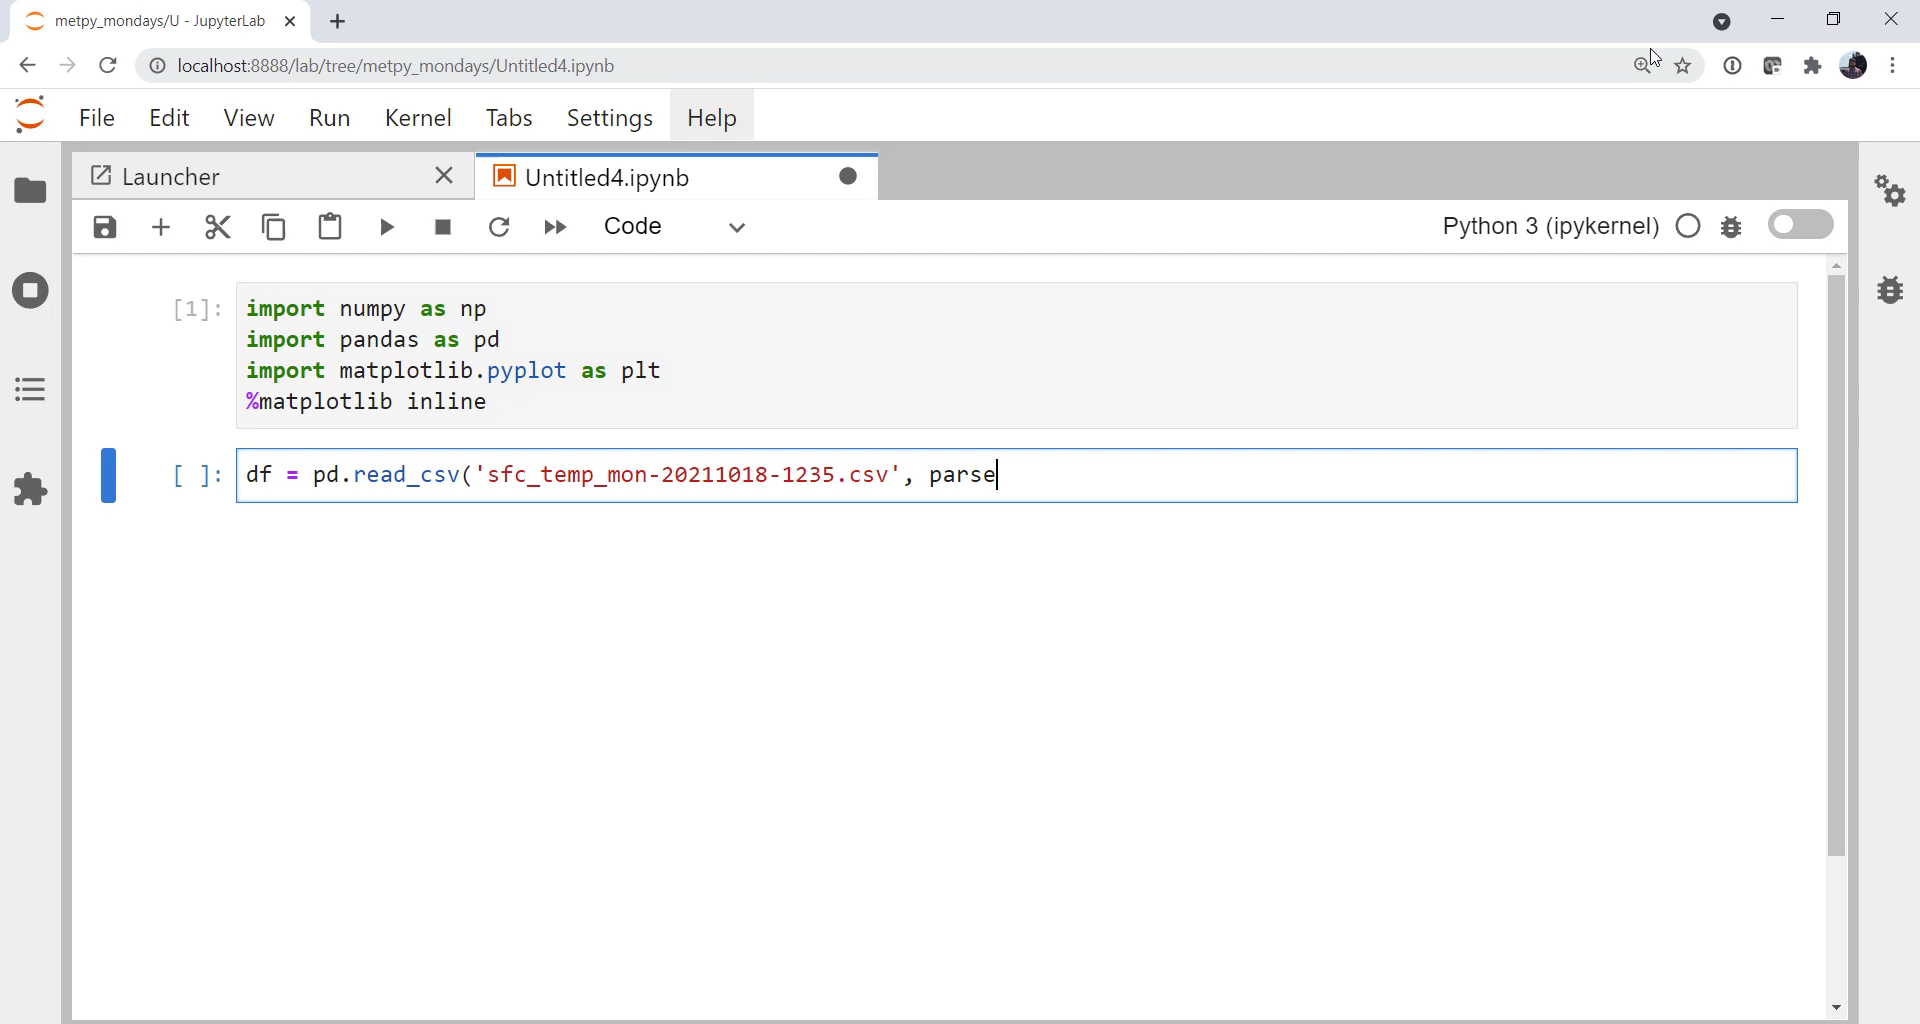 metpy_mondays/U - JupyterLab
localhost:8888/lab/tree/metpy_mondays/Untitled4.ipynb
File Edit View Run Kernel Tabs Settings Help
Launcher
Untitled4.ipynb
Code
Python 3 (ipykernel)
[1]: import numpy as np
import pandas as pd
import matplotlib.pyplot as plt
%matplotlib inline
[ ]: df = pd.read_csv('sfc_temp_mon-20211018-1235.csv', parse